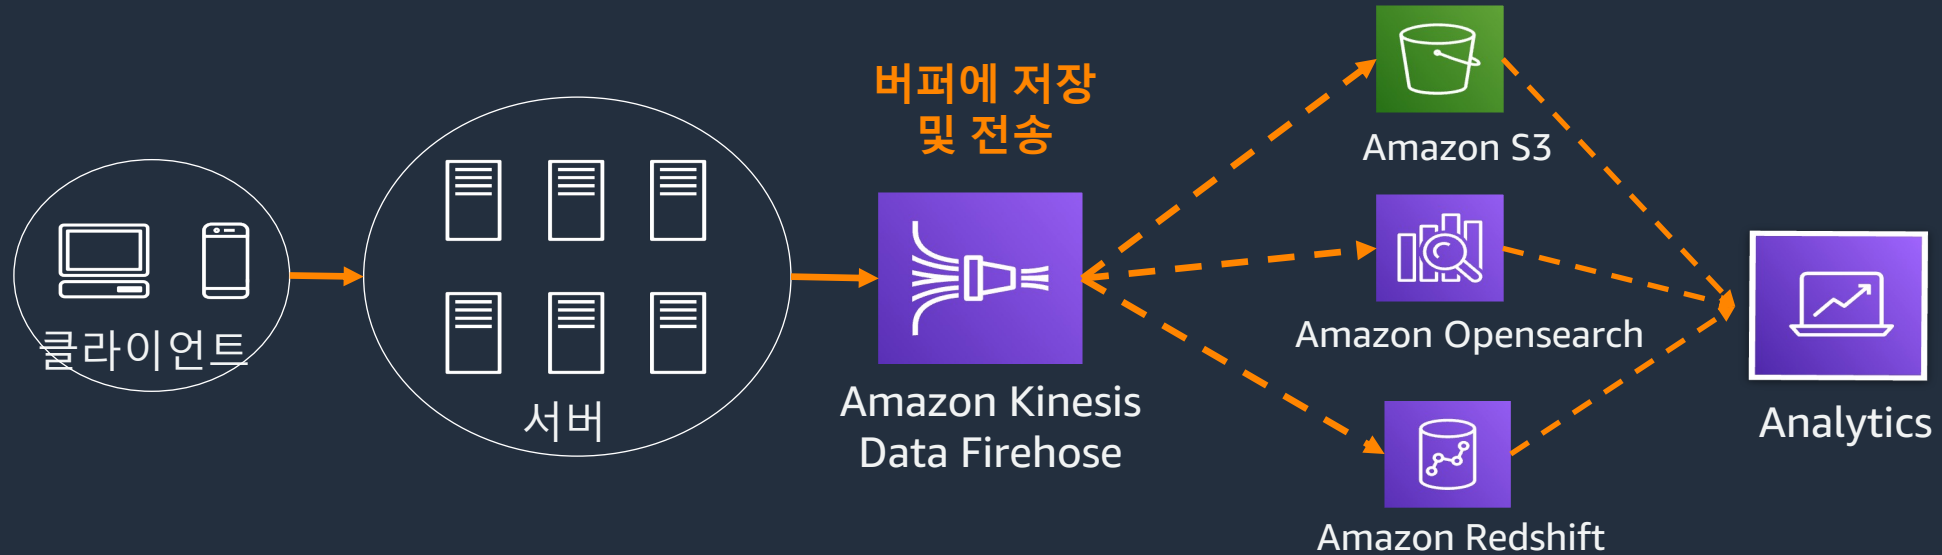 클라이언트
서버
버퍼에 저장
및 전송
Amazon Kinesis
Data Firehose
Amazon S3
Amazon Opensearch
Amazon Redshift
Analytics